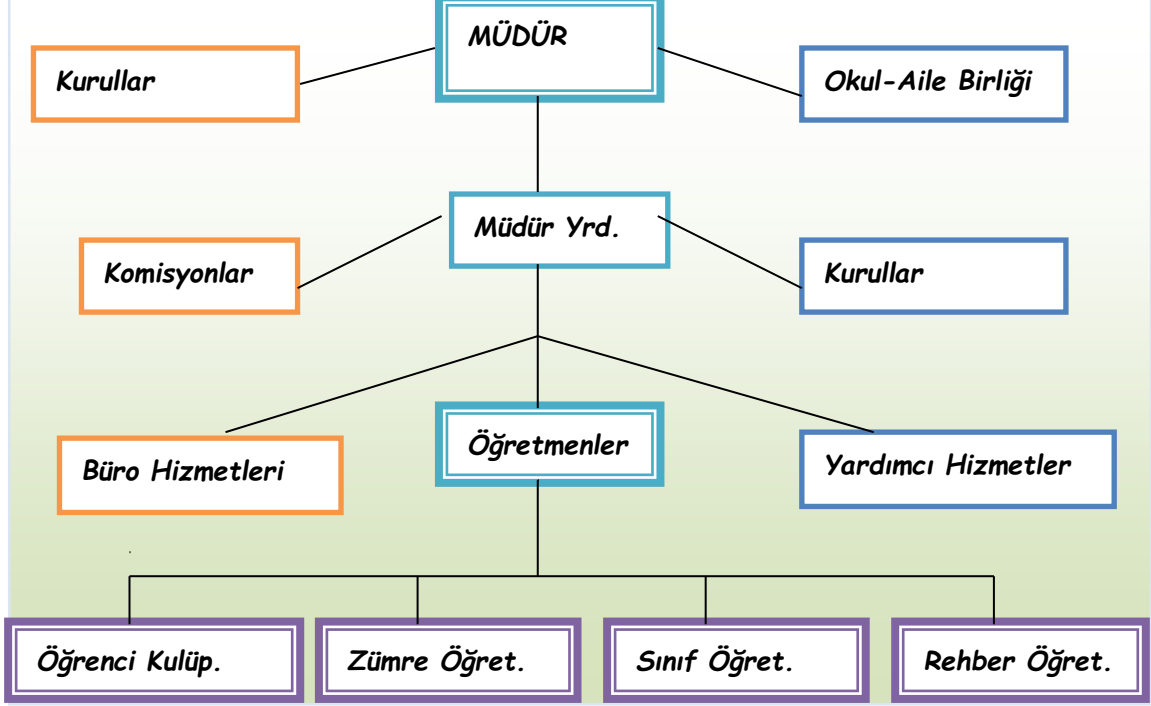 MÜDÜR
Kurullar
Okul-Aile Birliği
Müdür Yrd.
Komisyonlar
Kurullar
Öğretmenler
Büro Hizmetleri
Yardımcı Hizmetler
Öğrenci Kulüp.
Zümre Öğret.
Sınıf Öğret.
Rehber Öğret.